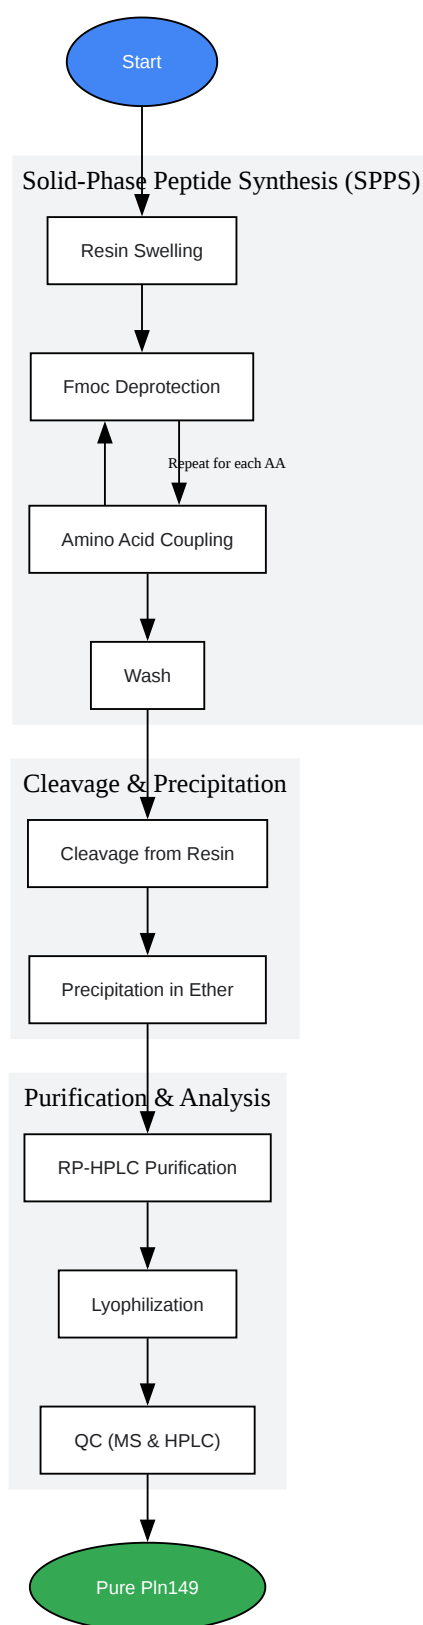 Start
Solid-Phase Peptide Synthesis (SPPS)
Resin Swelling
Fmoc Deprotection
Repeat for each AA
Amino Acid Coupling
Wash
Cleavage & Precipitation
Cleavage from Resin
Precipitation in Ether
Purification & Analysis
RP-HPLC Purification
Lyophilization
QC (MS & HPLC)
Pure Pln149